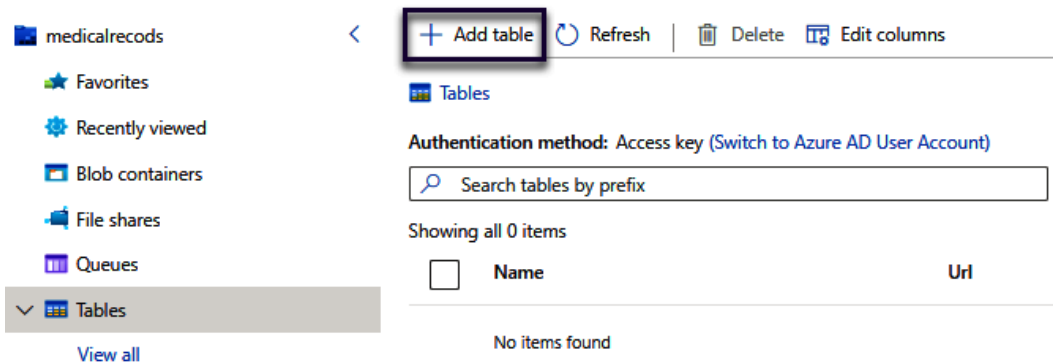 medicalrecods
Favorites
Recently viewed
Blob containers
File shares
Queues
Tables
View all
Add table Refresh Delete Edit columns
Tables
Authentication method: Access key (Switch to Azure AD User Account)
Search tables by prefix
Showing all 0 items
Name Url
No items found